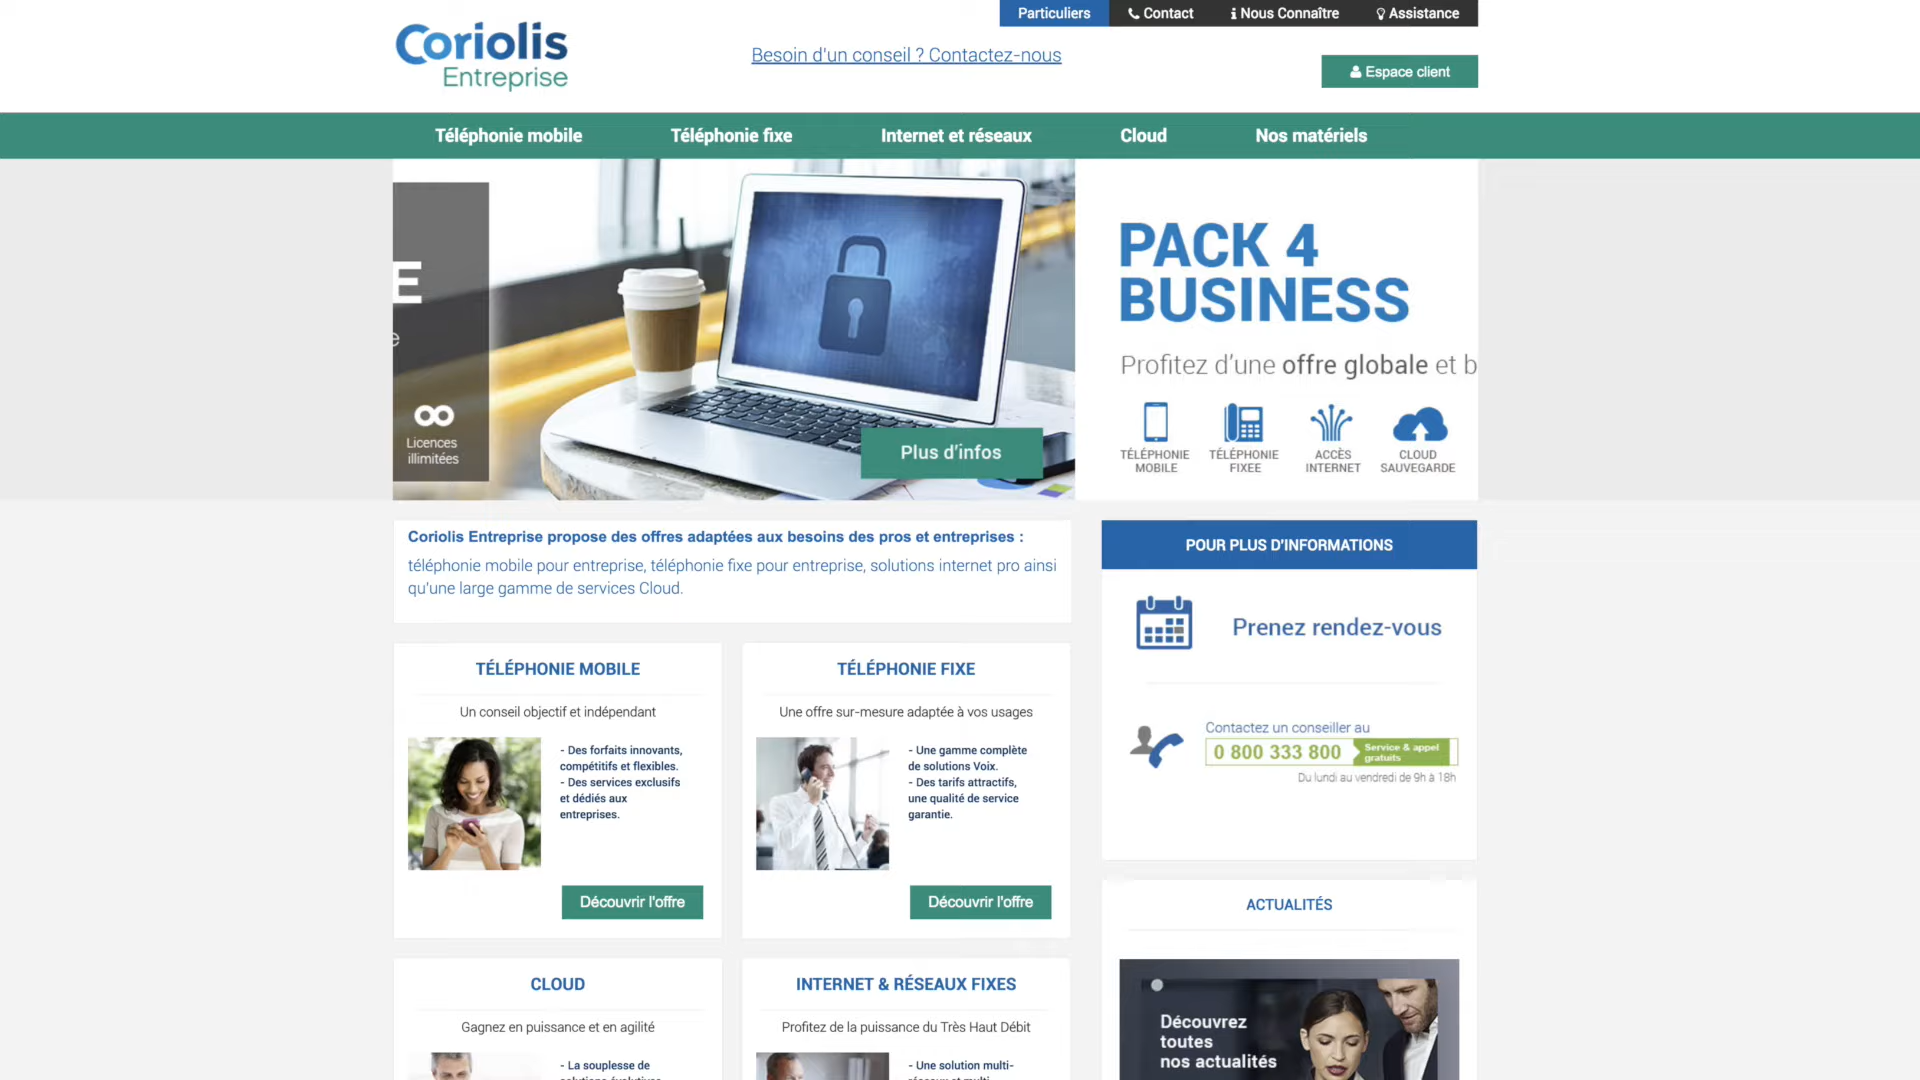 Particuliers
Contact
Nous Connaître
Assistance
Coriolis
Entreprise
Besoin d'un conseil ? Contactez-nous
Espace client
Téléphonie mobile
Téléphonie fixe
Internet et réseaux
Cloud
Nos matériels
E
e
Licences
illimitées
Plus d'infos
PACK 4
BUSINESS
Profitez d'une offre globale et b
TÉLÉPHONIE
MOBILE
TÉLÉPHONIE
FIXEE
ACCÈS
INTERNET
CLOUD
SAUVEGARDE
Coriolis Entreprise propose des offres adaptées aux besoins des pros et entreprises :
téléphonie mobile pour entreprise, téléphonie fixe pour entreprise, solutions internet pro ainsi
qu'une large gamme de services Cloud.
POUR PLUS D'INFORMATIONS
Prenez rendez-vous
Contactez un conseiller au
0 800 333 800
Service & appel
gratuits
Du lundi au vendredi de 9h à 18h
TÉLÉPHONIE MOBILE
Un conseil objectif et indépendant
- Des forfaits innovants,
compétitifs et flexibles.
- Des services exclusifs
et dédiés aux
entreprises.
Découvrir l'offre
TÉLÉPHONIE FIXE
Une offre sur-mesure adaptée à vos usages
- Une gamme complète
de solutions Voix.
- Des tarifs attractifs,
une qualité de service
garantie.
Découvrir l'offre
ACTUALITÉS
Découvrez
toutes
nos actualités
CLOUD
Gagnez en puissance et en agilité
- La souplesse de
INTERNET & RÉSEAUX FIXES
Profitez de la puissance du Très Haut Débit
- Une solution multi-